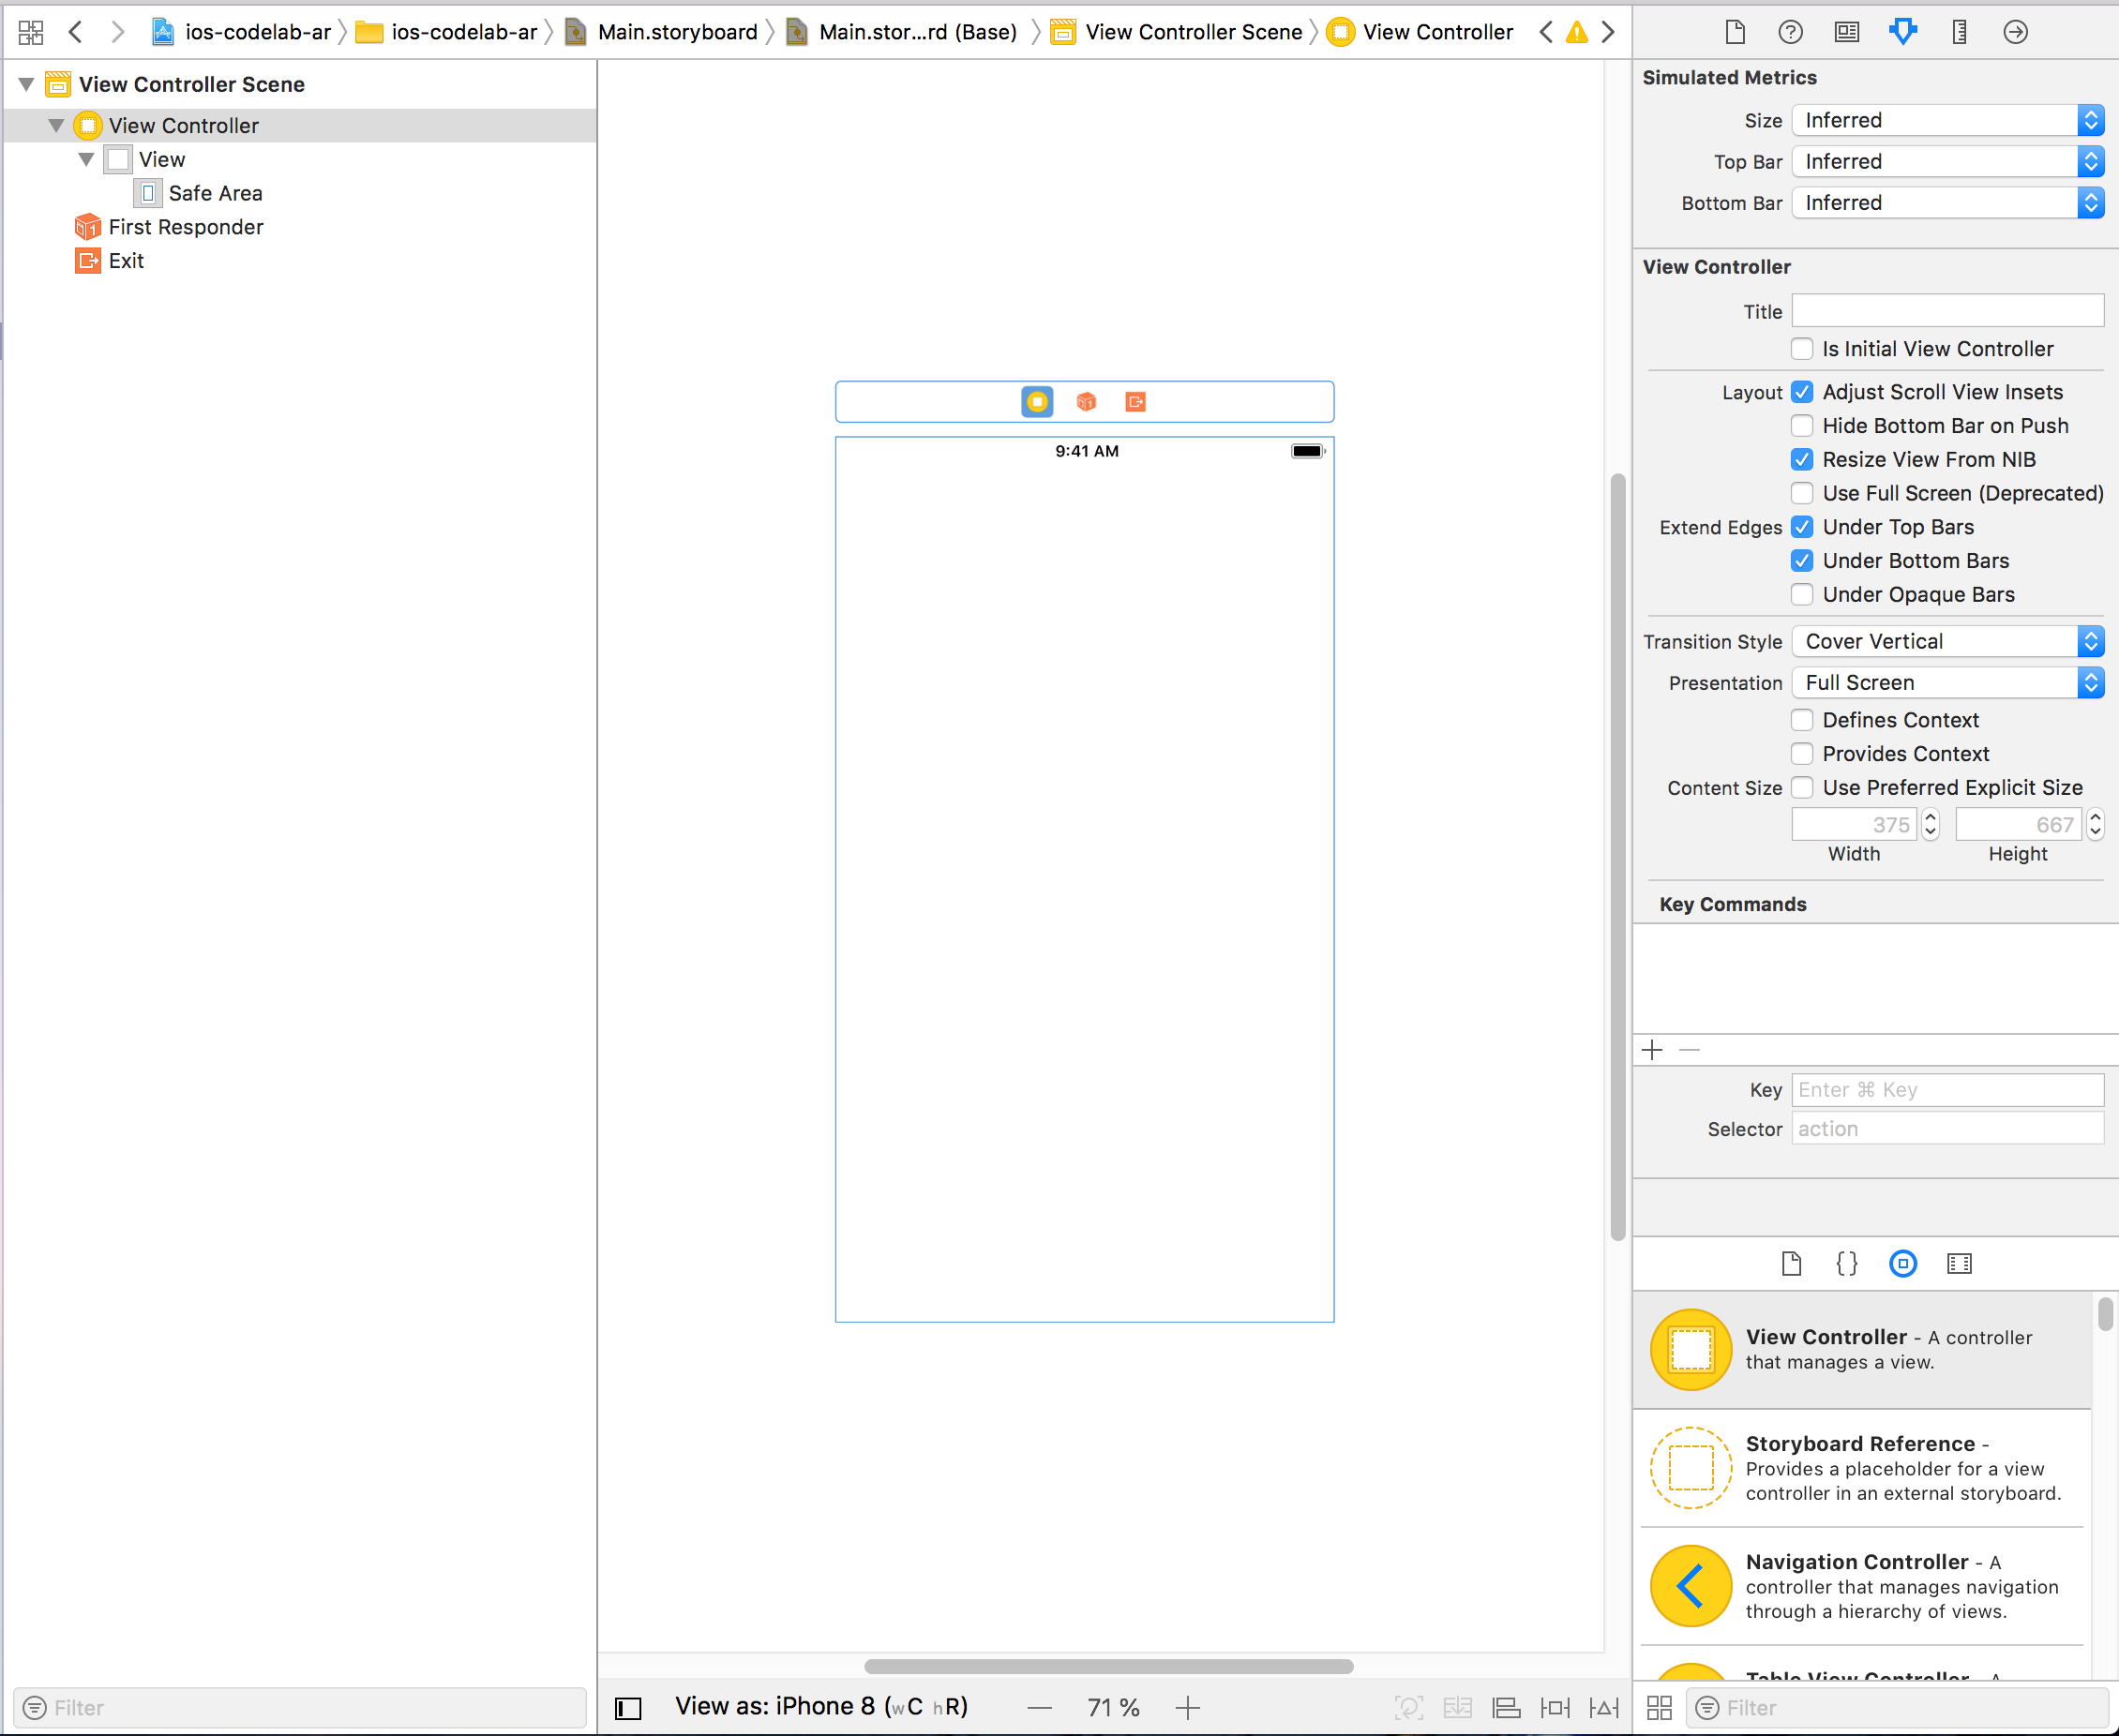 ios-codelab-ar ios-codelab-ar Main.storyboard Main.stor...rd (Base) View Controller Scene View Controller
View Controller Scene
View Controller
View
Safe Area
First Responder
Exit
Filter
9:41 AM
View as: iPhone 8 (wC hR)
71 %
Simulated Metrics
Size Inferred
Top Bar Inferred
Bottom Bar Inferred
View Controller
Title
Is Initial View Controller
Layout Adjust Scroll View Insets
Hide Bottom Bar on Push
Resize View From NIB
Use Full Screen (Deprecated)
Extend Edges Under Top Bars
Under Bottom Bars
Under Opaque Bars
Transition Style Cover Vertical
Presentation Full Screen
Defines Context
Provides Context
Content Size Use Preferred Explicit Size
375 667
Width Height
Key Commands
Key Enter ⌘ Key
Selector action
View Controller - A controller
that manages a view.
Storyboard Reference -
Provides a placeholder for a view
controller in an external storyboard.
Navigation Controller - A
controller that manages navigation
through a hierarchy of views.
Table View Controller - A
Filter